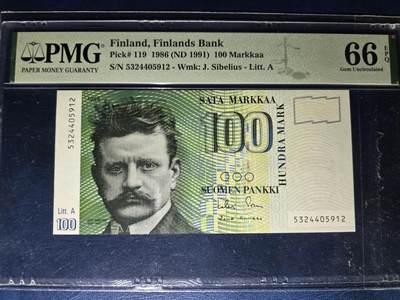 PMG
PAPER MONEY GUARANTY
Finland, Finlands Bank
Pick# 119 1986 (ND 1991) 100 Markkaa
S/N 5324405912 - Wmk: J. Sibelius - Litt. A
66 EPQ
Gem Uncirculated
SATA MARKKAA
100
HUNDRA MARK
SUOMEN PANKKI
5324405912
Litt. A
100
5324405912